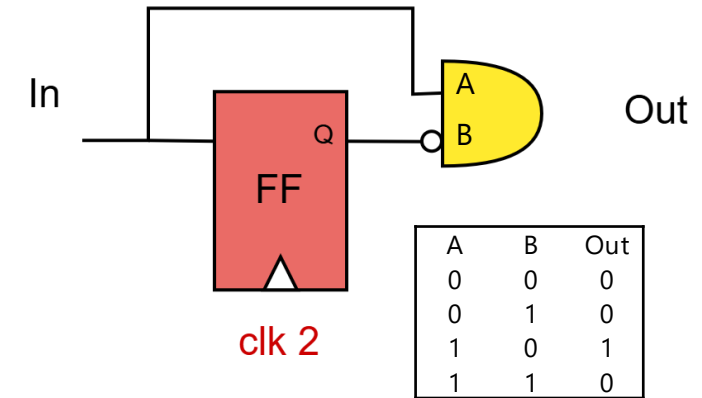 In
Out
A
Q
B
FF
clk 2
A B Out
0 0 0
0 1 0
1 0 1
1 1 0